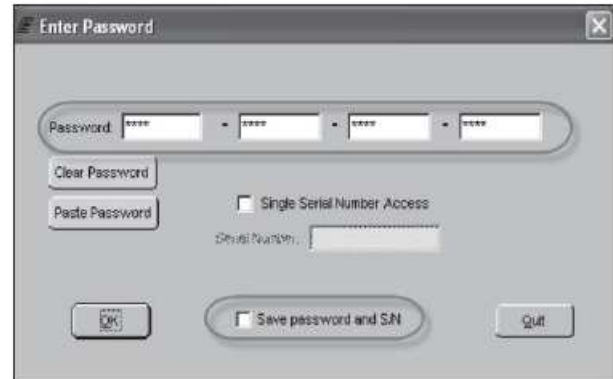 Enter Password
Password: **** - **** - **** - ****
Clear Password
Paste Password
Single Serial Number Access
Serial Number:
OK
Save password and S/N
Quit